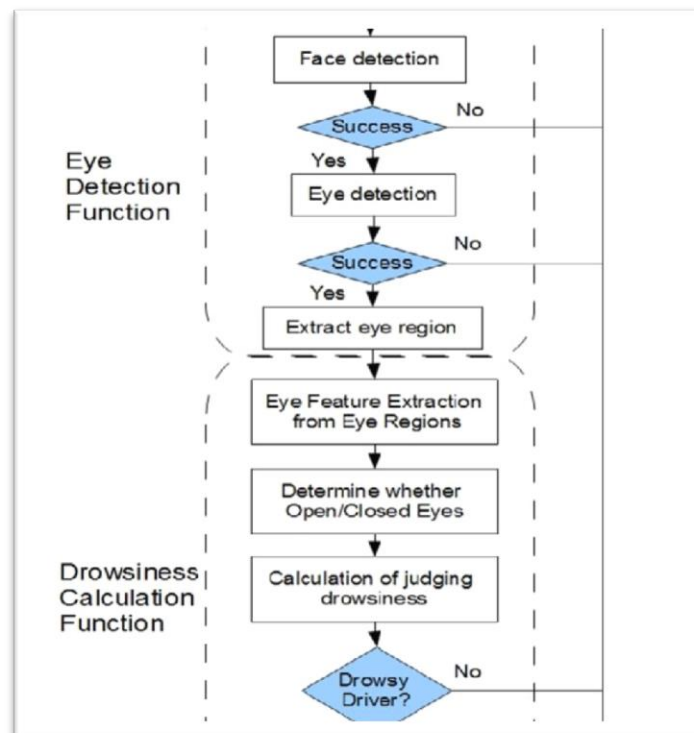 Face detection
Success
No
Yes
Eye
Detection
Function
Eye detection
Success
No
Yes
Extract eye region
Eye Feature Extraction
from Eye Regions
Determine whether
Open/Closed Eyes
Drowsiness
Calculation
Function
Calculation of judging
drowsiness
Drowsy
Driver?
No